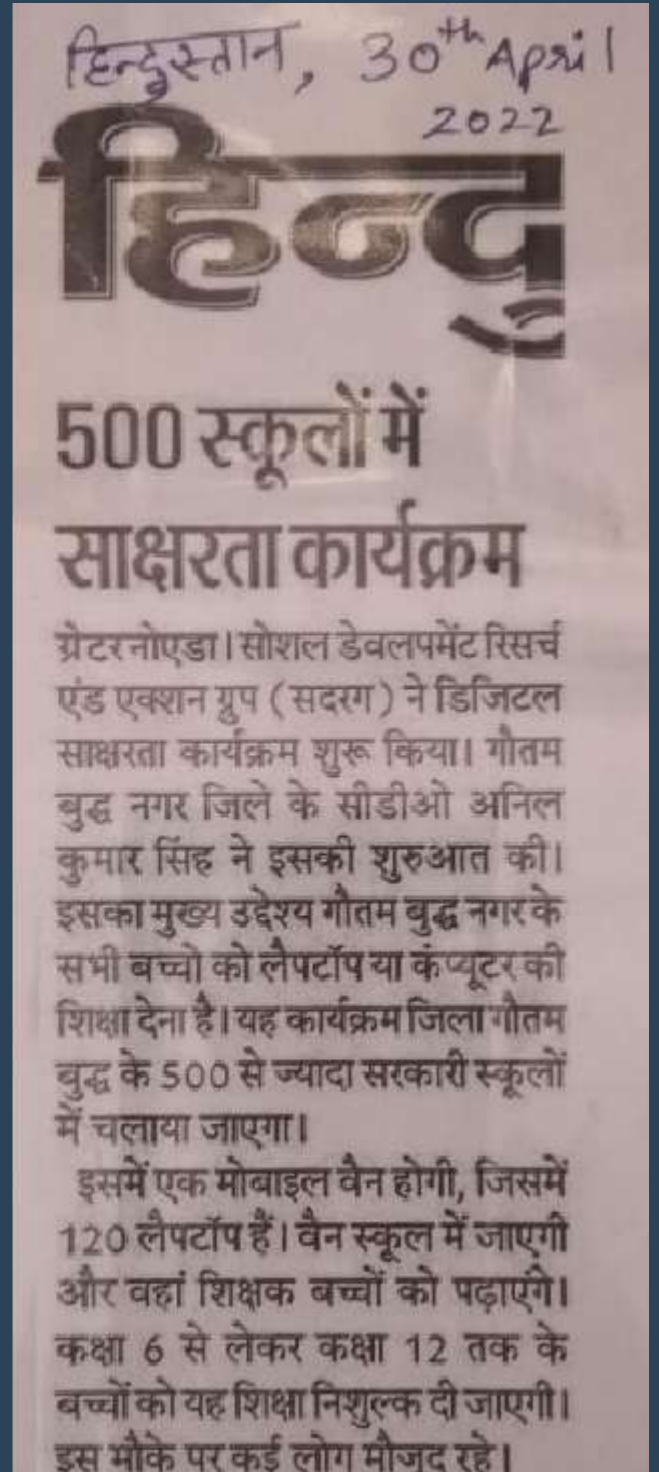 हिन्दुस्तान, 30th April
2022
हिन्दु
500 स्कूलों में
साक्षरता कार्यक्रम
ग्रेटर नोएडा। सोशल डेवलपमेंट रिसर्च
एंड एक्शन ग्रुप (सदरग) ने डिजिटल
साक्षरता कार्यक्रम शुरू किया। गौतम
बुद्ध नगर जिले के सीडीओ अनिल
कुमार सिंह ने इसकी शुरुआत की।
इसका मुख्य उद्देश्य गौतम बुद्ध नगर के
सभी बच्चो को लैपटॉप या कंप्यूटर की
शिक्षा देना है। यह कार्यक्रम जिला गौतम
बुद्ध के 500 से ज्यादा सरकारी स्कूलों
में चलाया जाएगा।
इसमें एक मोबाइल वैन होगी, जिसमें
120 लैपटॉप हैं। वैन स्कूल में जाएगी
और वहां शिक्षक बच्चों को पढ़ाएंगे।
कक्षा 6 से लेकर कक्षा 12 तक के
बच्चों को यह शिक्षा निशुल्क दी जाएगी।
इस मौके पर कई लोग मौजूद रहे।